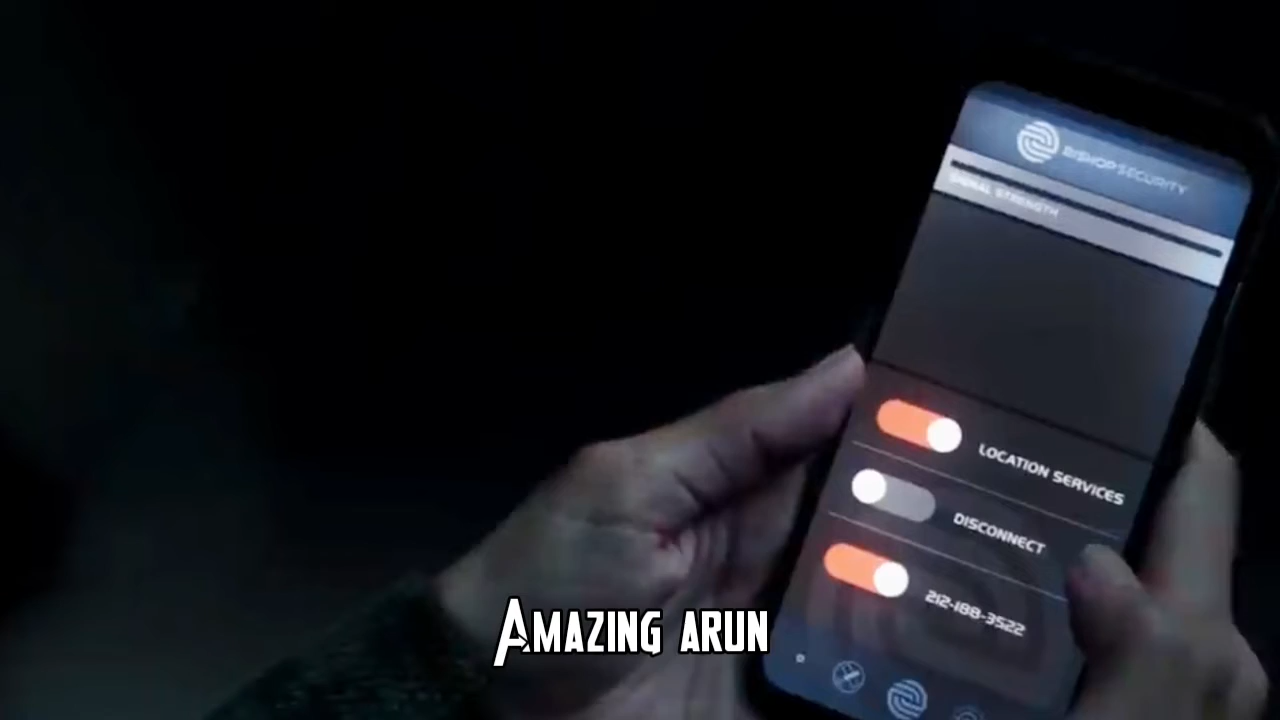 BISHOP SECURITY
SIGNAL STRENGTH
LOCATION SERVICES
DISCONNECT
212-188-3522
AMAZING ARUN